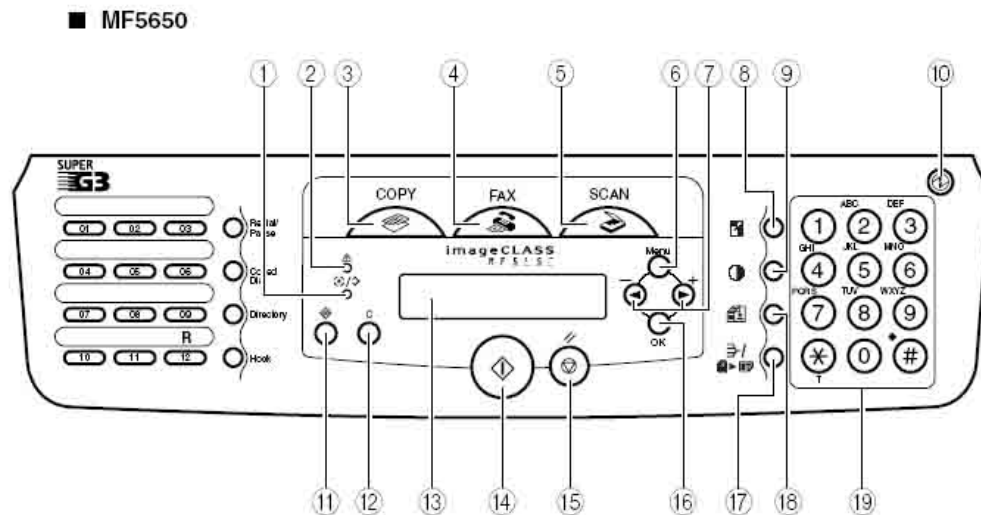 ■ MF5650
① ② ③ ④ ⑤ ⑥ ⑦ ⑧ ⑨ ⑩
SUPER
G3
COPY FAX SCAN
imageCLASS
Menu
OK
C
Redial/
Pause
Coded
Directory
R
Hook
01 02 03
04 05 06
07 08 09
10 11 12
1 ABC 2 DEF 3
GHI 4 JKL 5 MNO 6
PQRS 7 TUV 8 WXYZ 9
* 0 #
T
⑪ ⑫ ⑬ ⑭ ⑮ ⑯ ⑰ ⑱ ⑲